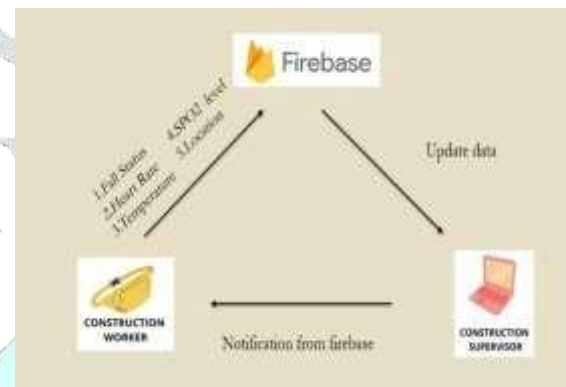 Firebase
1.Fall Status
2.Heart Rate
3.Temperature
4.SPO2 level
5.Location
Update data
CONSTRUCTION
WORKER
Notification from firebase
CONSTRUCTION
SUPERVISOR